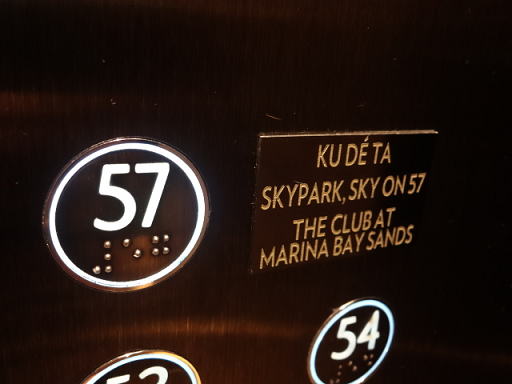 57
KU DÉ TA
SKYPARK, SKY ON 57
THE CLUB AT
MARINA BAY SANDS
54